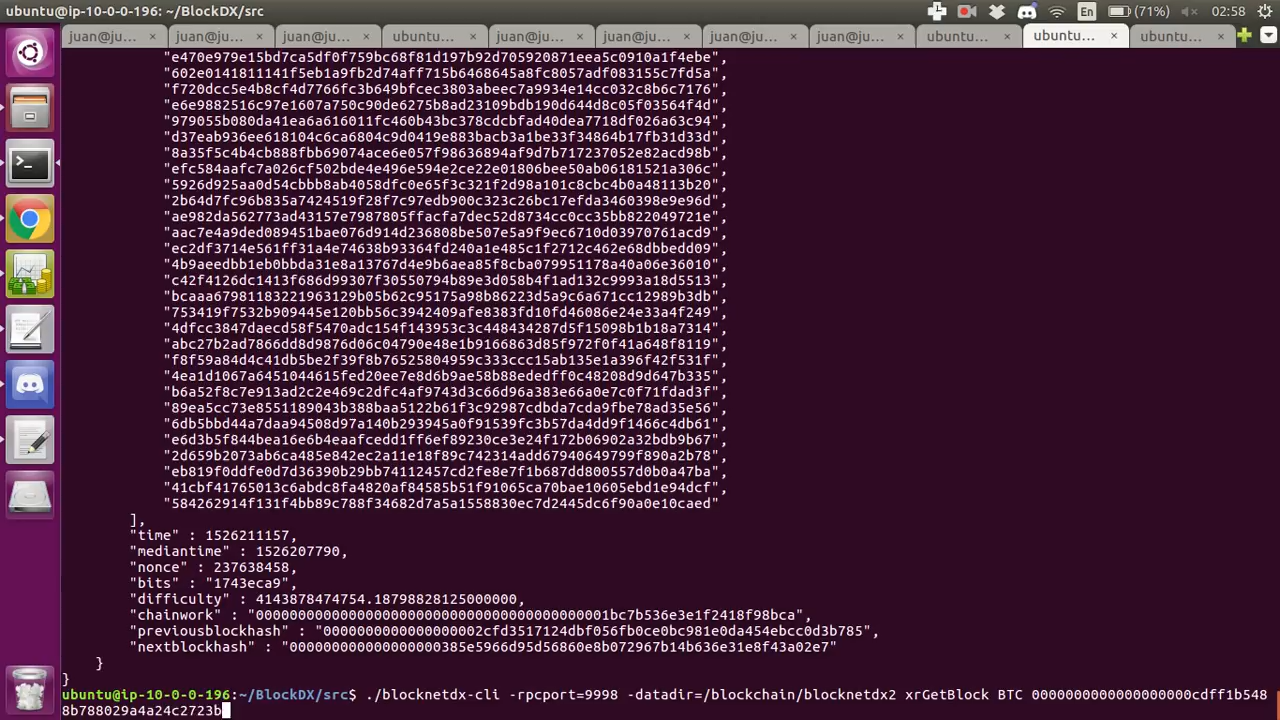 ubuntu@ip-10-0-0-196: ~/BlockDX/src
En (71%) 02:58
juan@ju... × juan@ju... × juan@ju... × ubuntu... × juan@ju... × juan@ju... × juan@ju... × juan@ju... × ubuntu... × ubuntu... × ubuntu... ×
"e470e979e15bd7ca5df0f759bc68f81d197b92d705920871eea5c0910a1f4ebe",
"602e0141811141f5eb1a9fb2d74aff715b6468645a8fc8057adf083155c7fd5a",
"f720dcc5e4b8cf4d7766fc3b649bfcec3803abeec7a9934e14cc032c8b6c7176",
"e6e9882516c97e1607a750c90de6275b8ad23109bdb190d644d8c05f03564f4d",
"979055b080da41ea6a616011fc460b43bc378cdcbfad40dea7718df026a63c94",
"d37eab936ee618104c6ca6804c9d0419e883bacb3a1be33f34864b17fb31d33d",
"8a35f5c4b4cb888fbb69074ace6e057f98636894af9d7b717237052e82acd98b",
"efc584aafc7a026cf502bde4e496e594e2ce22e01806bee50ab06181521a306c",
"5926d925aa0d54cbbb8ab4058dfc0e65f3c321f2d98a101c8cbc4b0a48113b20",
"2b64d7fc96b835a7424519f28f7c97edb900c323c26bc17efda3460398e9e96d",
"ae982da562773ad43157e7987805ffacfa7dec52d8734cc0cc35bb822049721e",
"aac7e4a9ded089451bae076d914d236808be507e5a9f9ec6710d03970761acd9",
"ec2df3714e561ff31a4e74638b93364fd240a1e485c1f2712c462e68dbbedd09",
"4b9aeedbb1eb0bbda31e8a13767d4e9b6aea85f8cba079951178a40a06e36010",
"c42f4126dc1413f686d99307f30550794b89e3d058b4f1ad132c9993a18d5513",
"bcaaa67981183221963129b05b62c95175a98b86223d5a9c6a671cc12989b3db",
"753419f7532b909445e120bb56c3942409afe8383fd10fd46086e24e33a4f249",
"4dfcc3847daecd58f5470adc154f143953c3c448434287d5f15098b1b18a7314",
"abc27b2ad7866dd8d9876d06c04790e48e1b9166863d85f972f0f41a648f8119",
"f8f59a84d4c41db5be2f39f8b76525804959c333ccc15ab135e1a396f42f531f",
"4ea1d1067a6451044615fed20ee7e8d6b9ae58b88ededff0c48208d9d647b335",
"b6a52f8c7e913ad2c2e469c2dfc4af9743d3c66d96a383e66a0e7c0f71fdad3f",
"89ea5cc73e8551189043b388baa5122b61f3c92987cdbda7cda9fbe78ad35e56",
"6db5bbd44a7daa94508d97a140b293945a0f91539fc3b57da4dd9f1466c4db61",
"e6d3b5f844bea16e6b4eaafcedd1ff6ef89230ce3e24f172b06902a32bdb9b67",
"2d659b2073ab6ca485e842ec2a11e18f89c742314add67940649799f890a2b78",
"eb819f0ddfe0d7d36390b29bb74112457cd2fe8e7f1b687dd800557d0b0a47ba",
"41cbf41765013c6abdc8fa4820af84585b51f91065ca70bae10605ebd1e94dcf",
"584262914f131f4bb89c788f34682d7a5a1558830ec7d2445dc6f90a0e10caed"
],
"time" : 1526211157,
"mediantime" : 1526207790,
"nonce" : 237638458,
"bits" : "1743eca9",
"difficulty" : 4143878474754.18798828125000000,
"chainwork" : "000000000000000000000000000000000000000001bc7b536e3e1f2418f98bca",
"previousblockhash" : "0000000000000000002cfd3517124dbf056fb0ce0bc981e0da454ebcc0d3b785",
"nextblockhash" : "000000000000000000385e5966d95d56860e8b072967b14b636e31e8f43a02e7"
}
}
ubuntu@ip-10-0-0-196:~/BlockDX/src$ ./blocknetdx-cli -rpcport=9998 -datadir=/blockchain/blocknetdx2 xrGetBlock BTC 0000000000000000000cdff1b548
8b788029a4a24c2723b